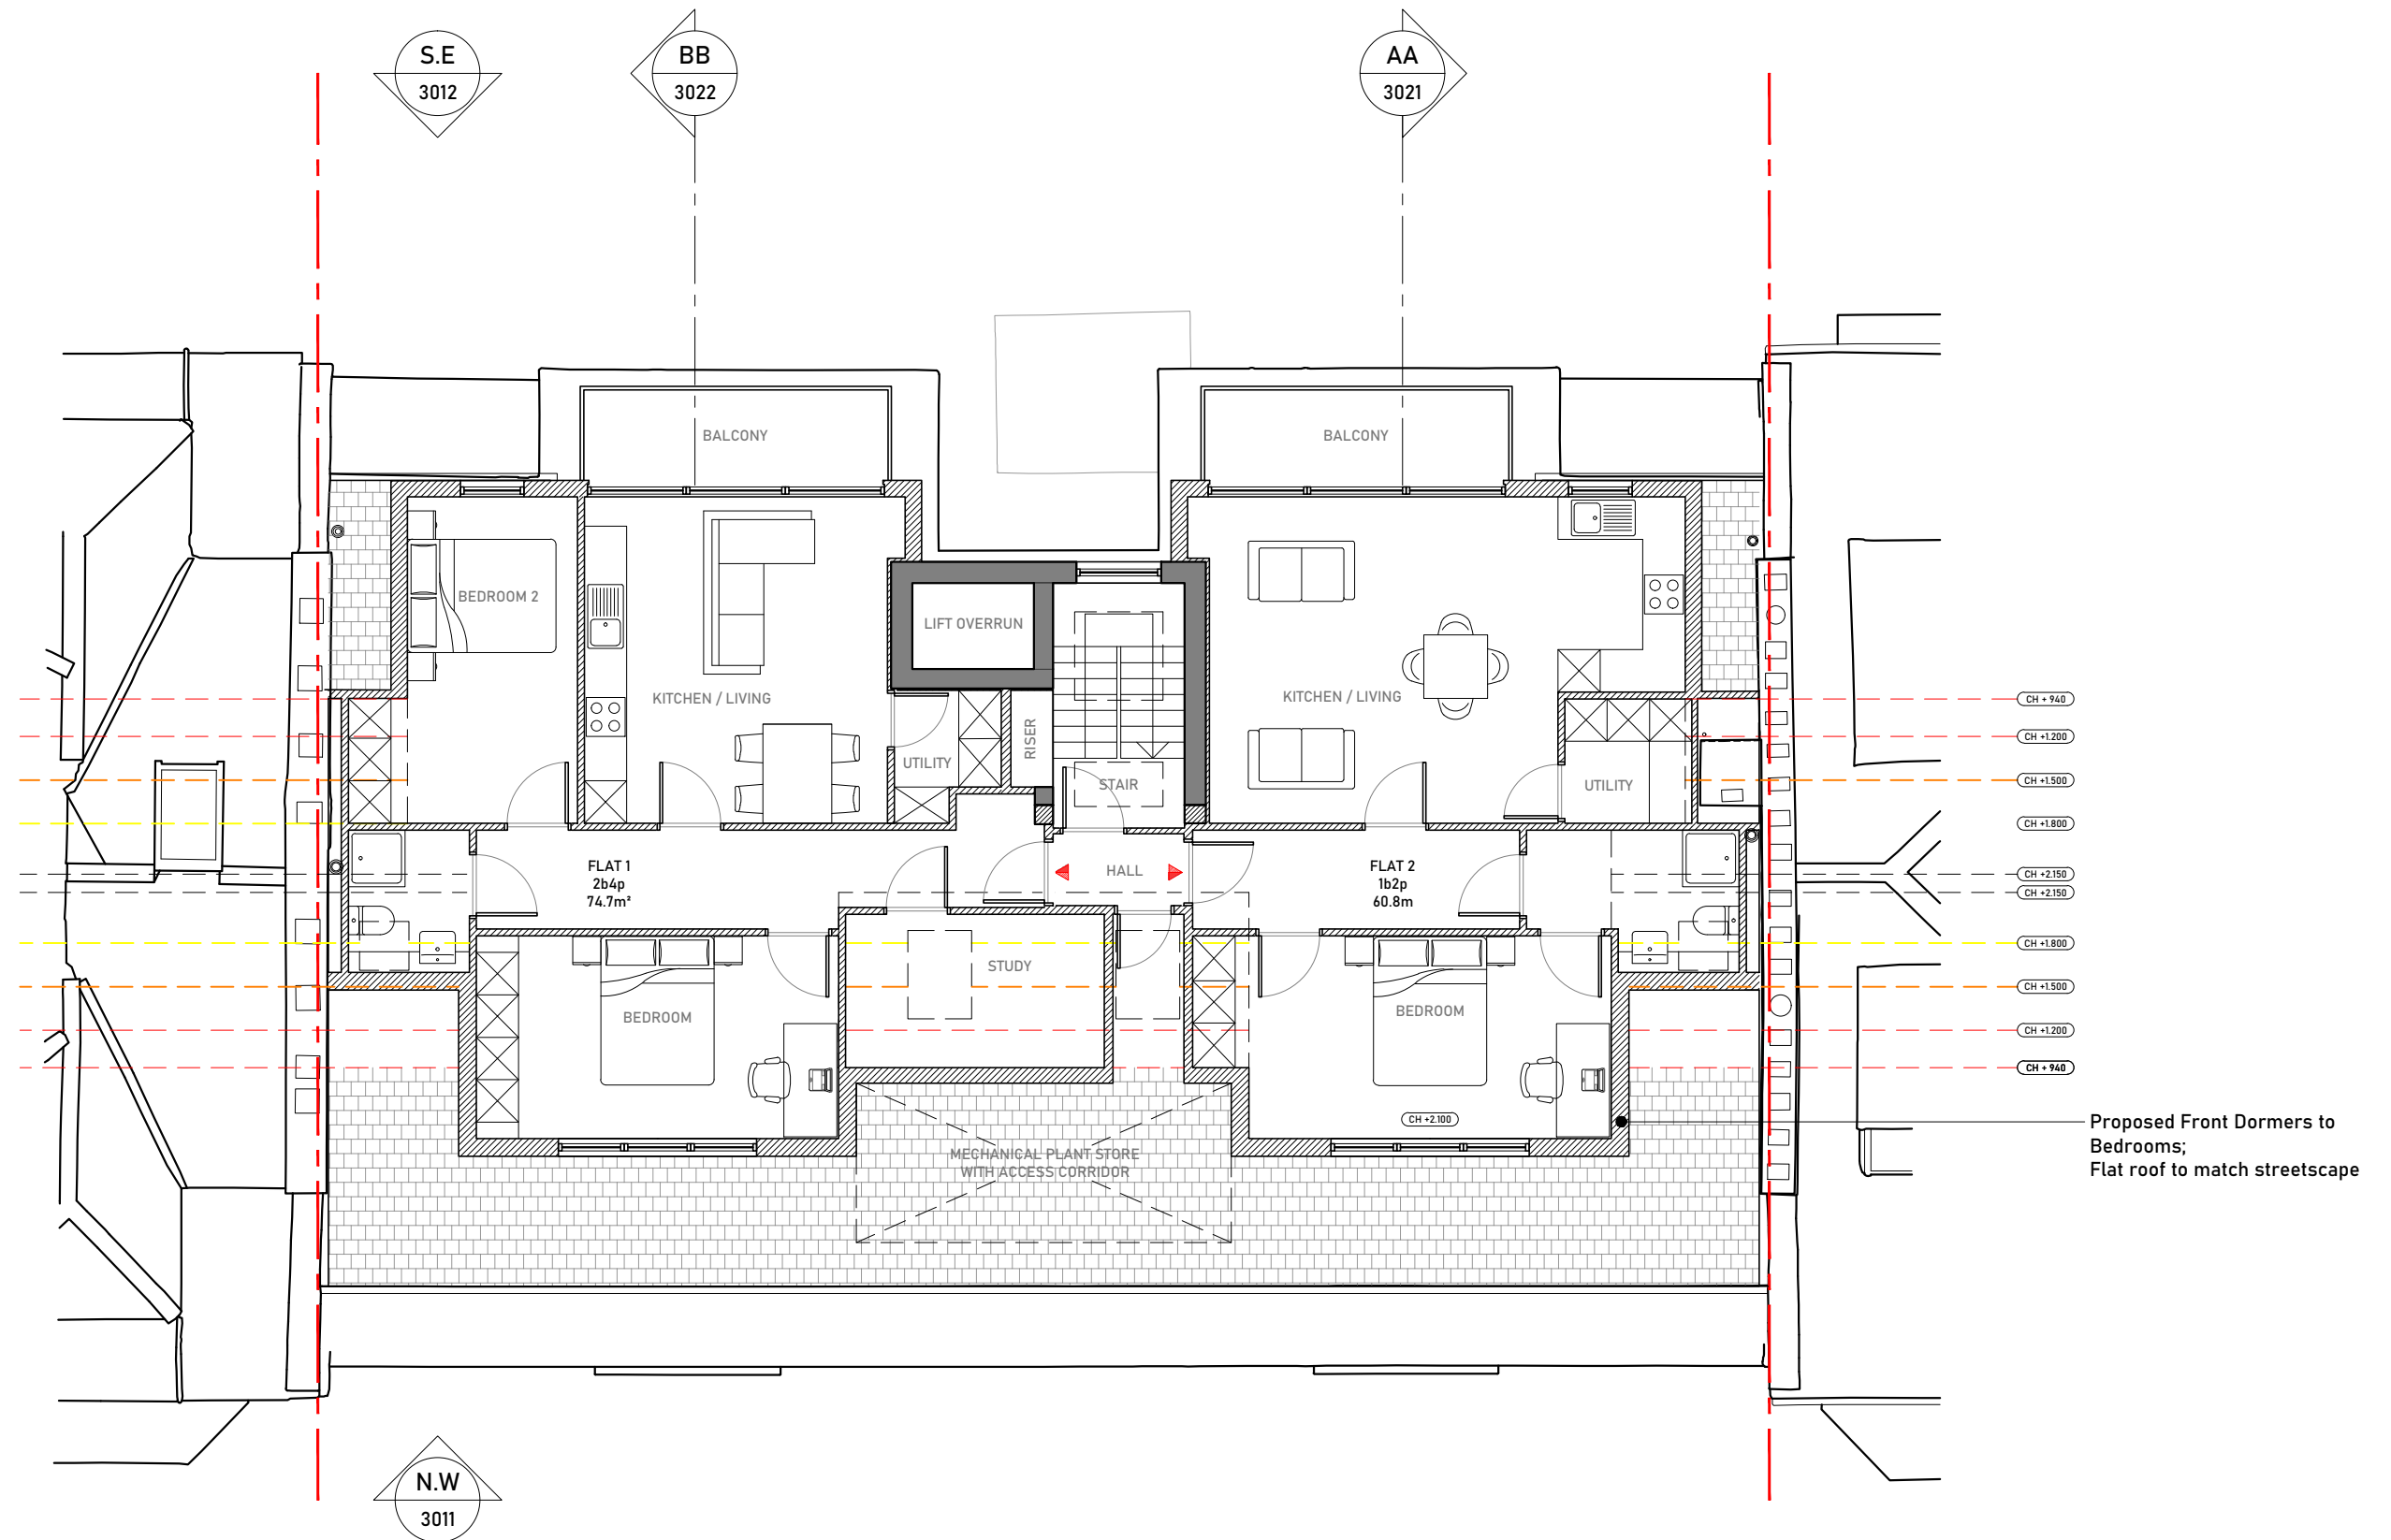 S.E
3012
BB
3022
AA
3021
BALCONY
BALCONY
BEDROOM 2
LIFT OVERRUN
KITCHEN / LIVING
KITCHEN / LIVING
CH + 940
RISER
CH +1.200
UTILITY
STAIR
UTILITY
CH +1.500
CH +1.800
FLAT 1
2b4p
74.7m²
HALL
FLAT 2
1b2p
60.8m
CH +2.150
CH +2.150
CH +1.800
STUDY
CH +1.500
BEDROOM
BEDROOM
CH +1.200
CH + 940
CH +2.100
Proposed Front Dormers to
Bedrooms;
Flat roof to match streetscape
MECHANICAL PLANT STORE
WITH ACCESS CORRIDOR
N.W
3011